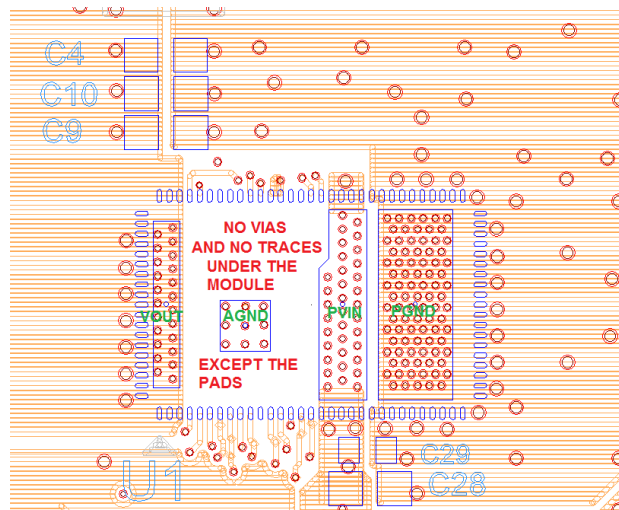 C4
C10
C9
NO VIAS
AND NO TRACES
UNDER THE
MODULE
VOUT
AGND
PVIN
PGND
EXCEPT THE
PADS
C29
C28
U1